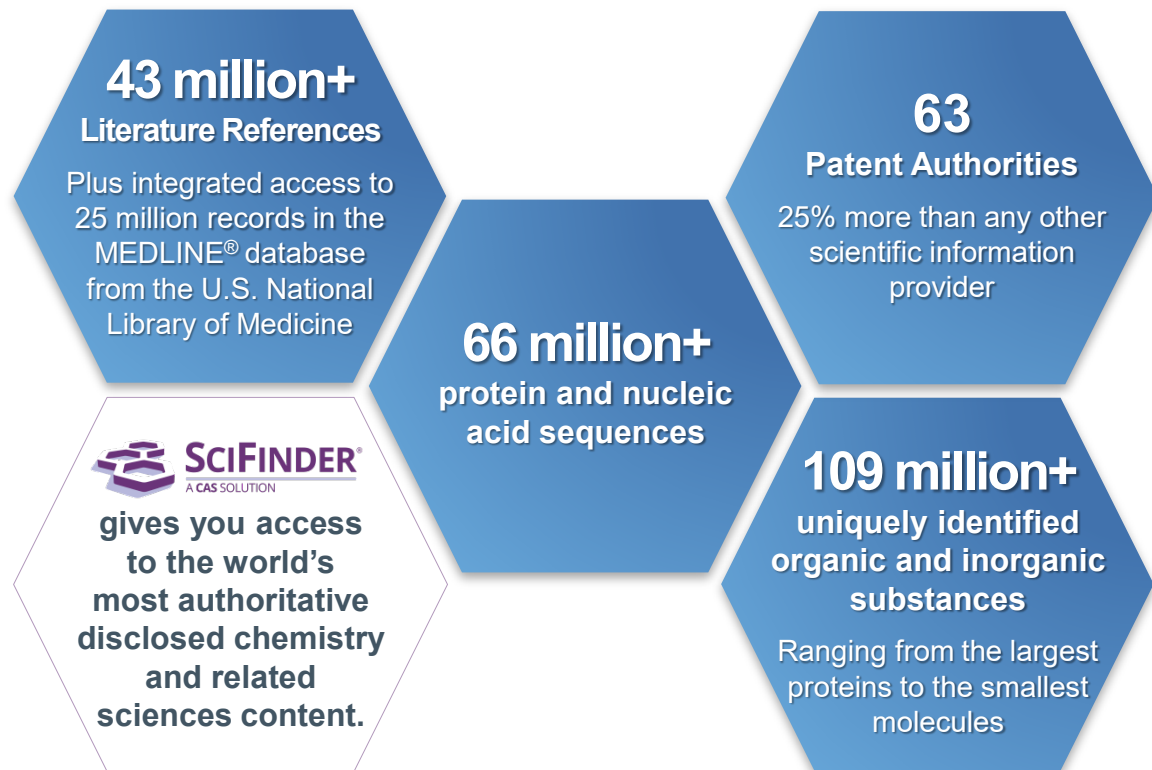 43 million+
Literature References
Plus integrated access to
25 million records in the
MEDLINE® database
from the U.S. National
Library of Medicine
63
Patent Authorities
25% more than any other
scientific information
provider
66 million+
protein and nucleic
acid sequences
SCIFINDER®
A CAS SOLUTION
gives you access
to the world’s
most authoritative
disclosed chemistry
and related
sciences content.
109 million+
uniquely identified
organic and inorganic
substances
Ranging from the largest
proteins to the smallest
molecules